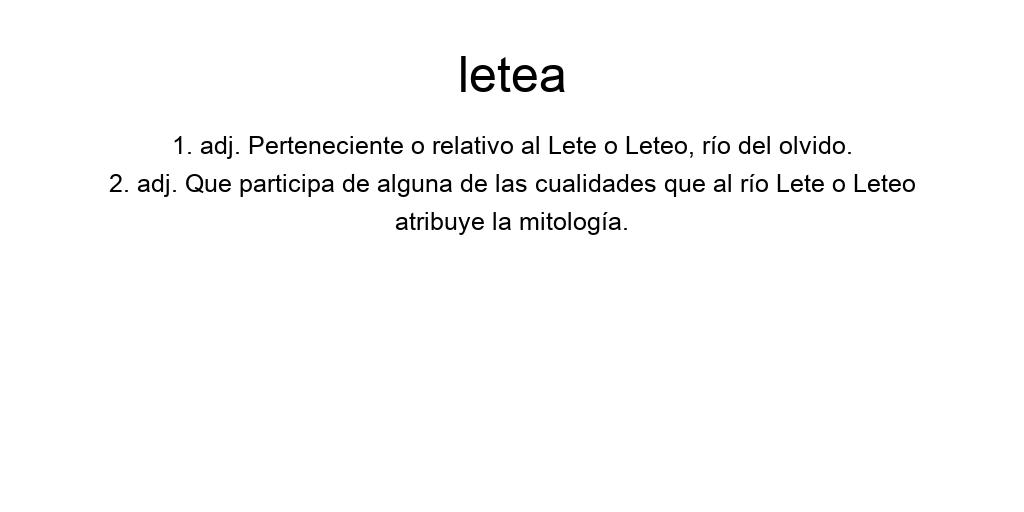 letea
1. adj. Perteneciente o relativo al Lete o Leteo, río del olvido.
2. adj. Que participa de alguna de las cualidades que al río Lete o Leteo
atribuye la mitología.